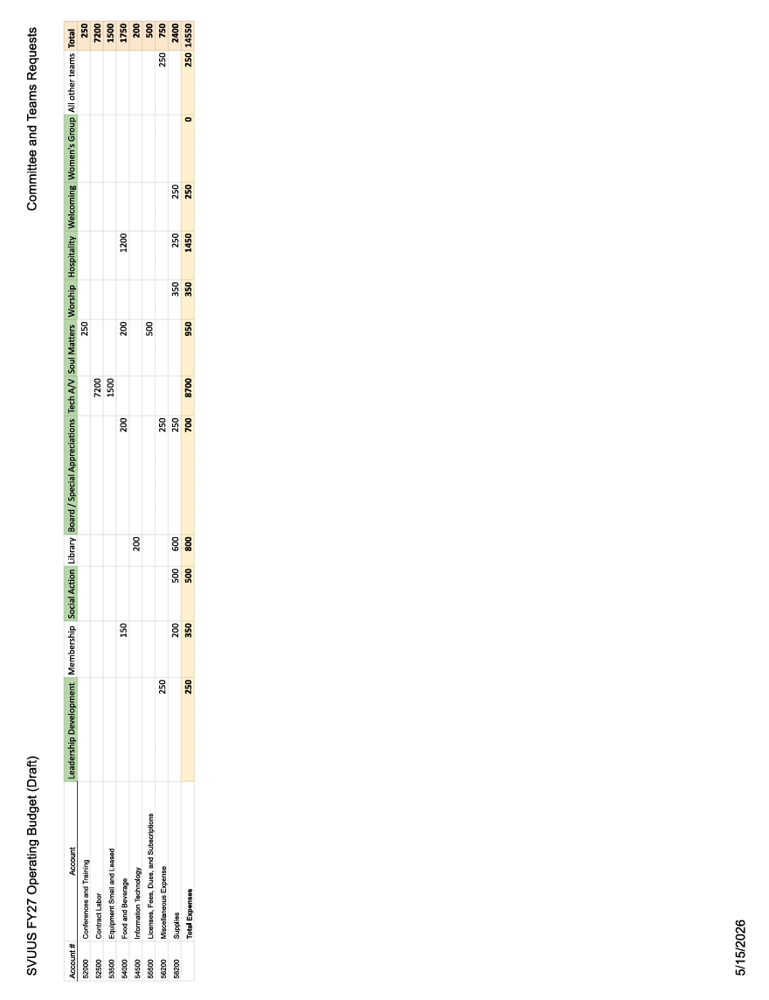 SVUUS FY27 Operating Budget (Draft) Committee and Teams Requests
Account # Account Leadership Development Membership Social Action Library Board / Special Appreciations Tech A/V Soul Matters Worship Hospitality Welcoming Women's Group All other teams Total
52000 Conferences and Training 250 250
52500 Contract Labor 7200 7200
53500 Equipment Small and Leased 1500 1500
54000 Food and Beverage 150 200 200 1200 1750
54500 Information Technology 200 200
55500 Licenses, Fees, Dues, and Subscriptions 500 500
56200 Miscellaneous Expense 250 250 250 750
58200 Supplies 200 500 600 250 350 250 250 2400
Total Expenses 250 350 500 800 700 8700 950 350 1450 250 0 250 14550
5/15/2026